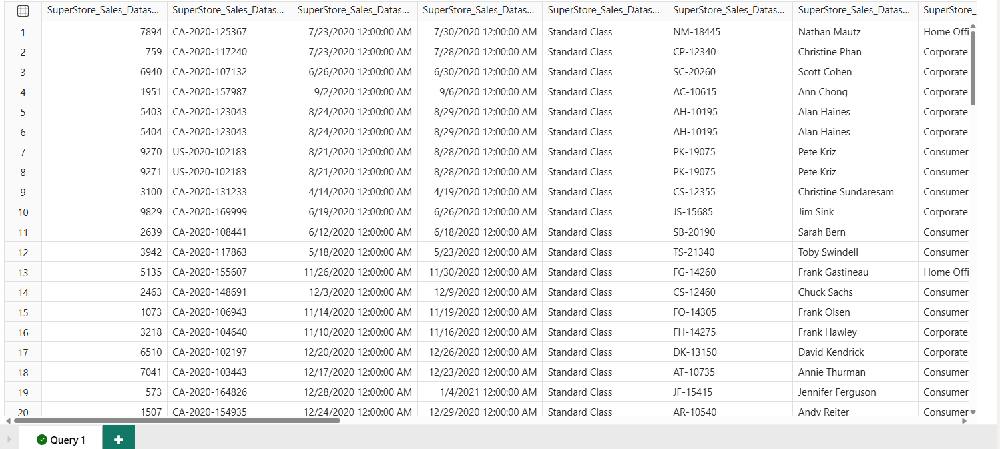 SuperStore_Sales_Datas... SuperStore_Sales_Datas... SuperStore_Sales_Datas... SuperStore_Sales_Datas... SuperStore_Sales_Datas... SuperStore_Sales_Datas... SuperStore_Sales_Datas... SuperStore_
1 7894 CA-2020-125367 7/23/2020 12:00:00 AM 7/30/2020 12:00:00 AM Standard Class NM-18445 Nathan Mautz Home Offi
2 759 CA-2020-117240 7/23/2020 12:00:00 AM 7/28/2020 12:00:00 AM Standard Class CP-12340 Christine Phan Corporate
3 6940 CA-2020-107132 6/26/2020 12:00:00 AM 6/30/2020 12:00:00 AM Standard Class SC-20260 Scott Cohen Corporate
4 1951 CA-2020-157987 9/2/2020 12:00:00 AM 9/6/2020 12:00:00 AM Standard Class AC-10615 Ann Chong Corporate
5 5403 CA-2020-123043 8/24/2020 12:00:00 AM 8/29/2020 12:00:00 AM Standard Class AH-10195 Alan Haines Corporate
6 5404 CA-2020-123043 8/24/2020 12:00:00 AM 8/29/2020 12:00:00 AM Standard Class AH-10195 Alan Haines Corporate
7 9270 US-2020-102183 8/21/2020 12:00:00 AM 8/28/2020 12:00:00 AM Standard Class PK-19075 Pete Kriz Consumer
8 9271 US-2020-102183 8/21/2020 12:00:00 AM 8/28/2020 12:00:00 AM Standard Class PK-19075 Pete Kriz Consumer
9 3100 CA-2020-131233 4/14/2020 12:00:00 AM 4/19/2020 12:00:00 AM Standard Class CS-12355 Christine Sundaresam Consumer
10 9829 CA-2020-169999 6/19/2020 12:00:00 AM 6/26/2020 12:00:00 AM Standard Class JS-15685 Jim Sink Corporate
11 2639 CA-2020-108441 6/12/2020 12:00:00 AM 6/18/2020 12:00:00 AM Standard Class SB-20190 Sarah Bern Consumer
12 3942 CA-2020-117863 5/18/2020 12:00:00 AM 5/23/2020 12:00:00 AM Standard Class TS-21340 Toby Swindell Consumer
13 5135 CA-2020-155607 11/26/2020 12:00:00 AM 11/30/2020 12:00:00 AM Standard Class FG-14260 Frank Gastineau Home Offi
14 2463 CA-2020-148691 12/3/2020 12:00:00 AM 12/9/2020 12:00:00 AM Standard Class CS-12460 Chuck Sachs Consumer
15 1073 CA-2020-106943 11/14/2020 12:00:00 AM 11/19/2020 12:00:00 AM Standard Class FO-14305 Frank Olsen Consumer
16 3218 CA-2020-104640 11/10/2020 12:00:00 AM 11/16/2020 12:00:00 AM Standard Class FH-14275 Frank Hawley Corporate
17 6510 CA-2020-102197 12/20/2020 12:00:00 AM 12/26/2020 12:00:00 AM Standard Class DK-13150 David Kendrick Corporate
18 7041 CA-2020-103443 12/17/2020 12:00:00 AM 12/23/2020 12:00:00 AM Standard Class AT-10735 Annie Thurman Consumer
19 573 CA-2020-164826 12/28/2020 12:00:00 AM 1/4/2021 12:00:00 AM Standard Class JF-15415 Jennifer Ferguson Consumer
20 1507 CA-2020-154935 12/24/2020 12:00:00 AM 12/29/2020 12:00:00 AM Standard Class AR-10540 Andy Reiter Consumer
Query 1